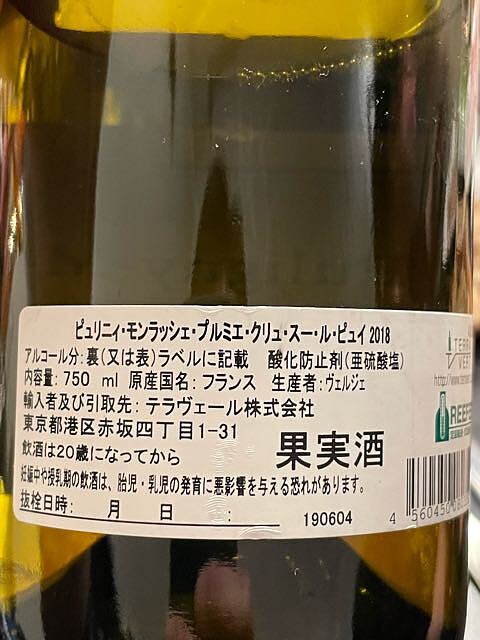 ピュリニィ・モンラッシェ・プルミエ・クリュ・スー・ル・ピュイ 2018
アルコール分:裏(又は表)ラベルに記載 酸化防止剤(亜硫酸塩)
内容量: 750 ml 原産国名: フランス 生産者:ヴェルジェ
輸入者及び引取先: テラヴェール株式会社
東京都港区赤坂四丁目1-31
飲酒は20歳になってから
果実酒
妊娠中や授乳期の飲酒は、胎児・乳児の発育に悪影響を与える恐れがあります。
抜栓日時: 月 日 :
190604
TERRA
VERT
http://www.terra
REEFER
4 560450